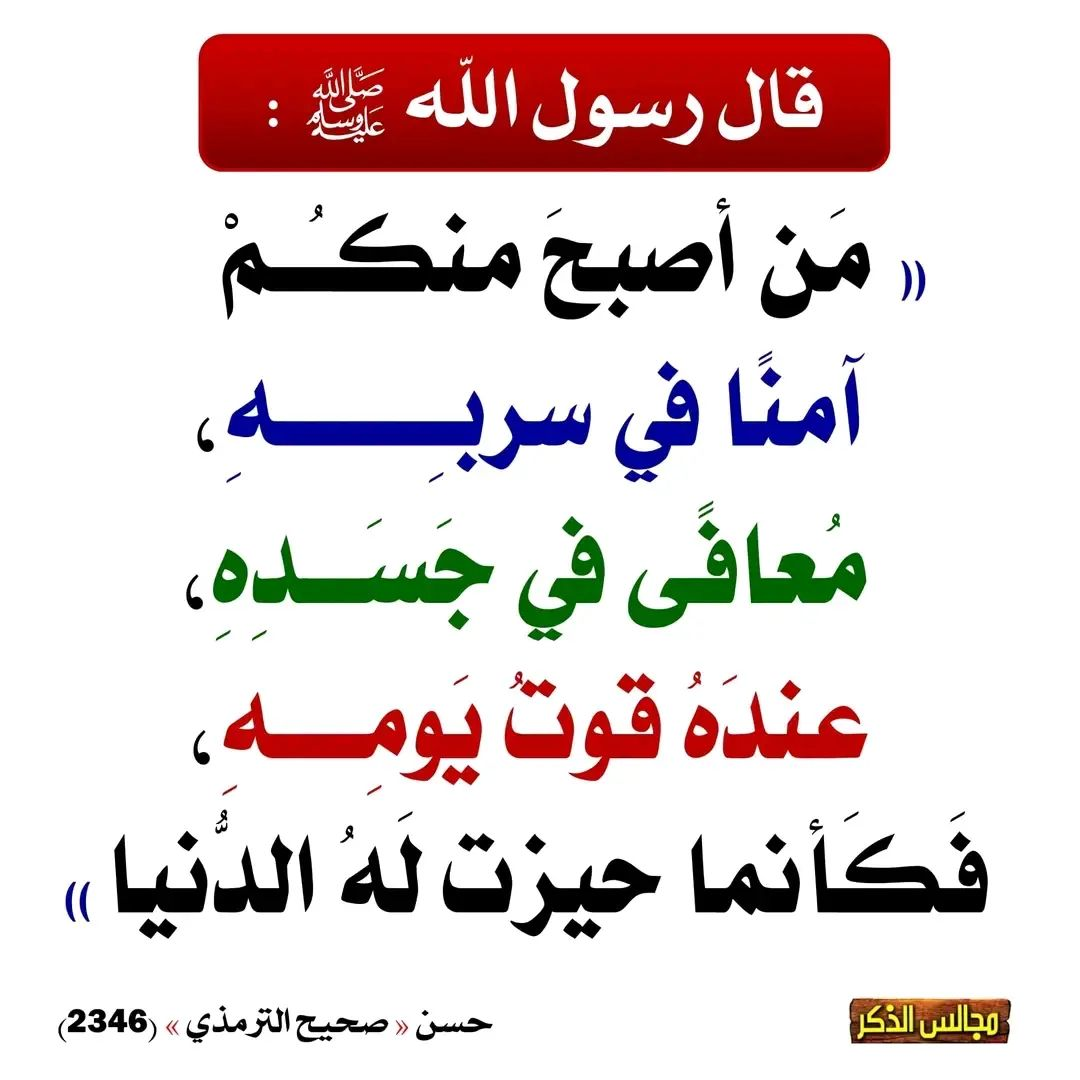 قال رسول الله ﷺ :
(( مَن أصبحَ منكُمْ
آمنًا في سربِهِ،
مُعافًى في جَسَدِهِ،
عندَهُ قوتُ يَومِهِ،
فَكَأنما حيزت لَهُ الدُّنيا ))
حسن « صحيح الترمذي » (2346)
مجالس الذكر